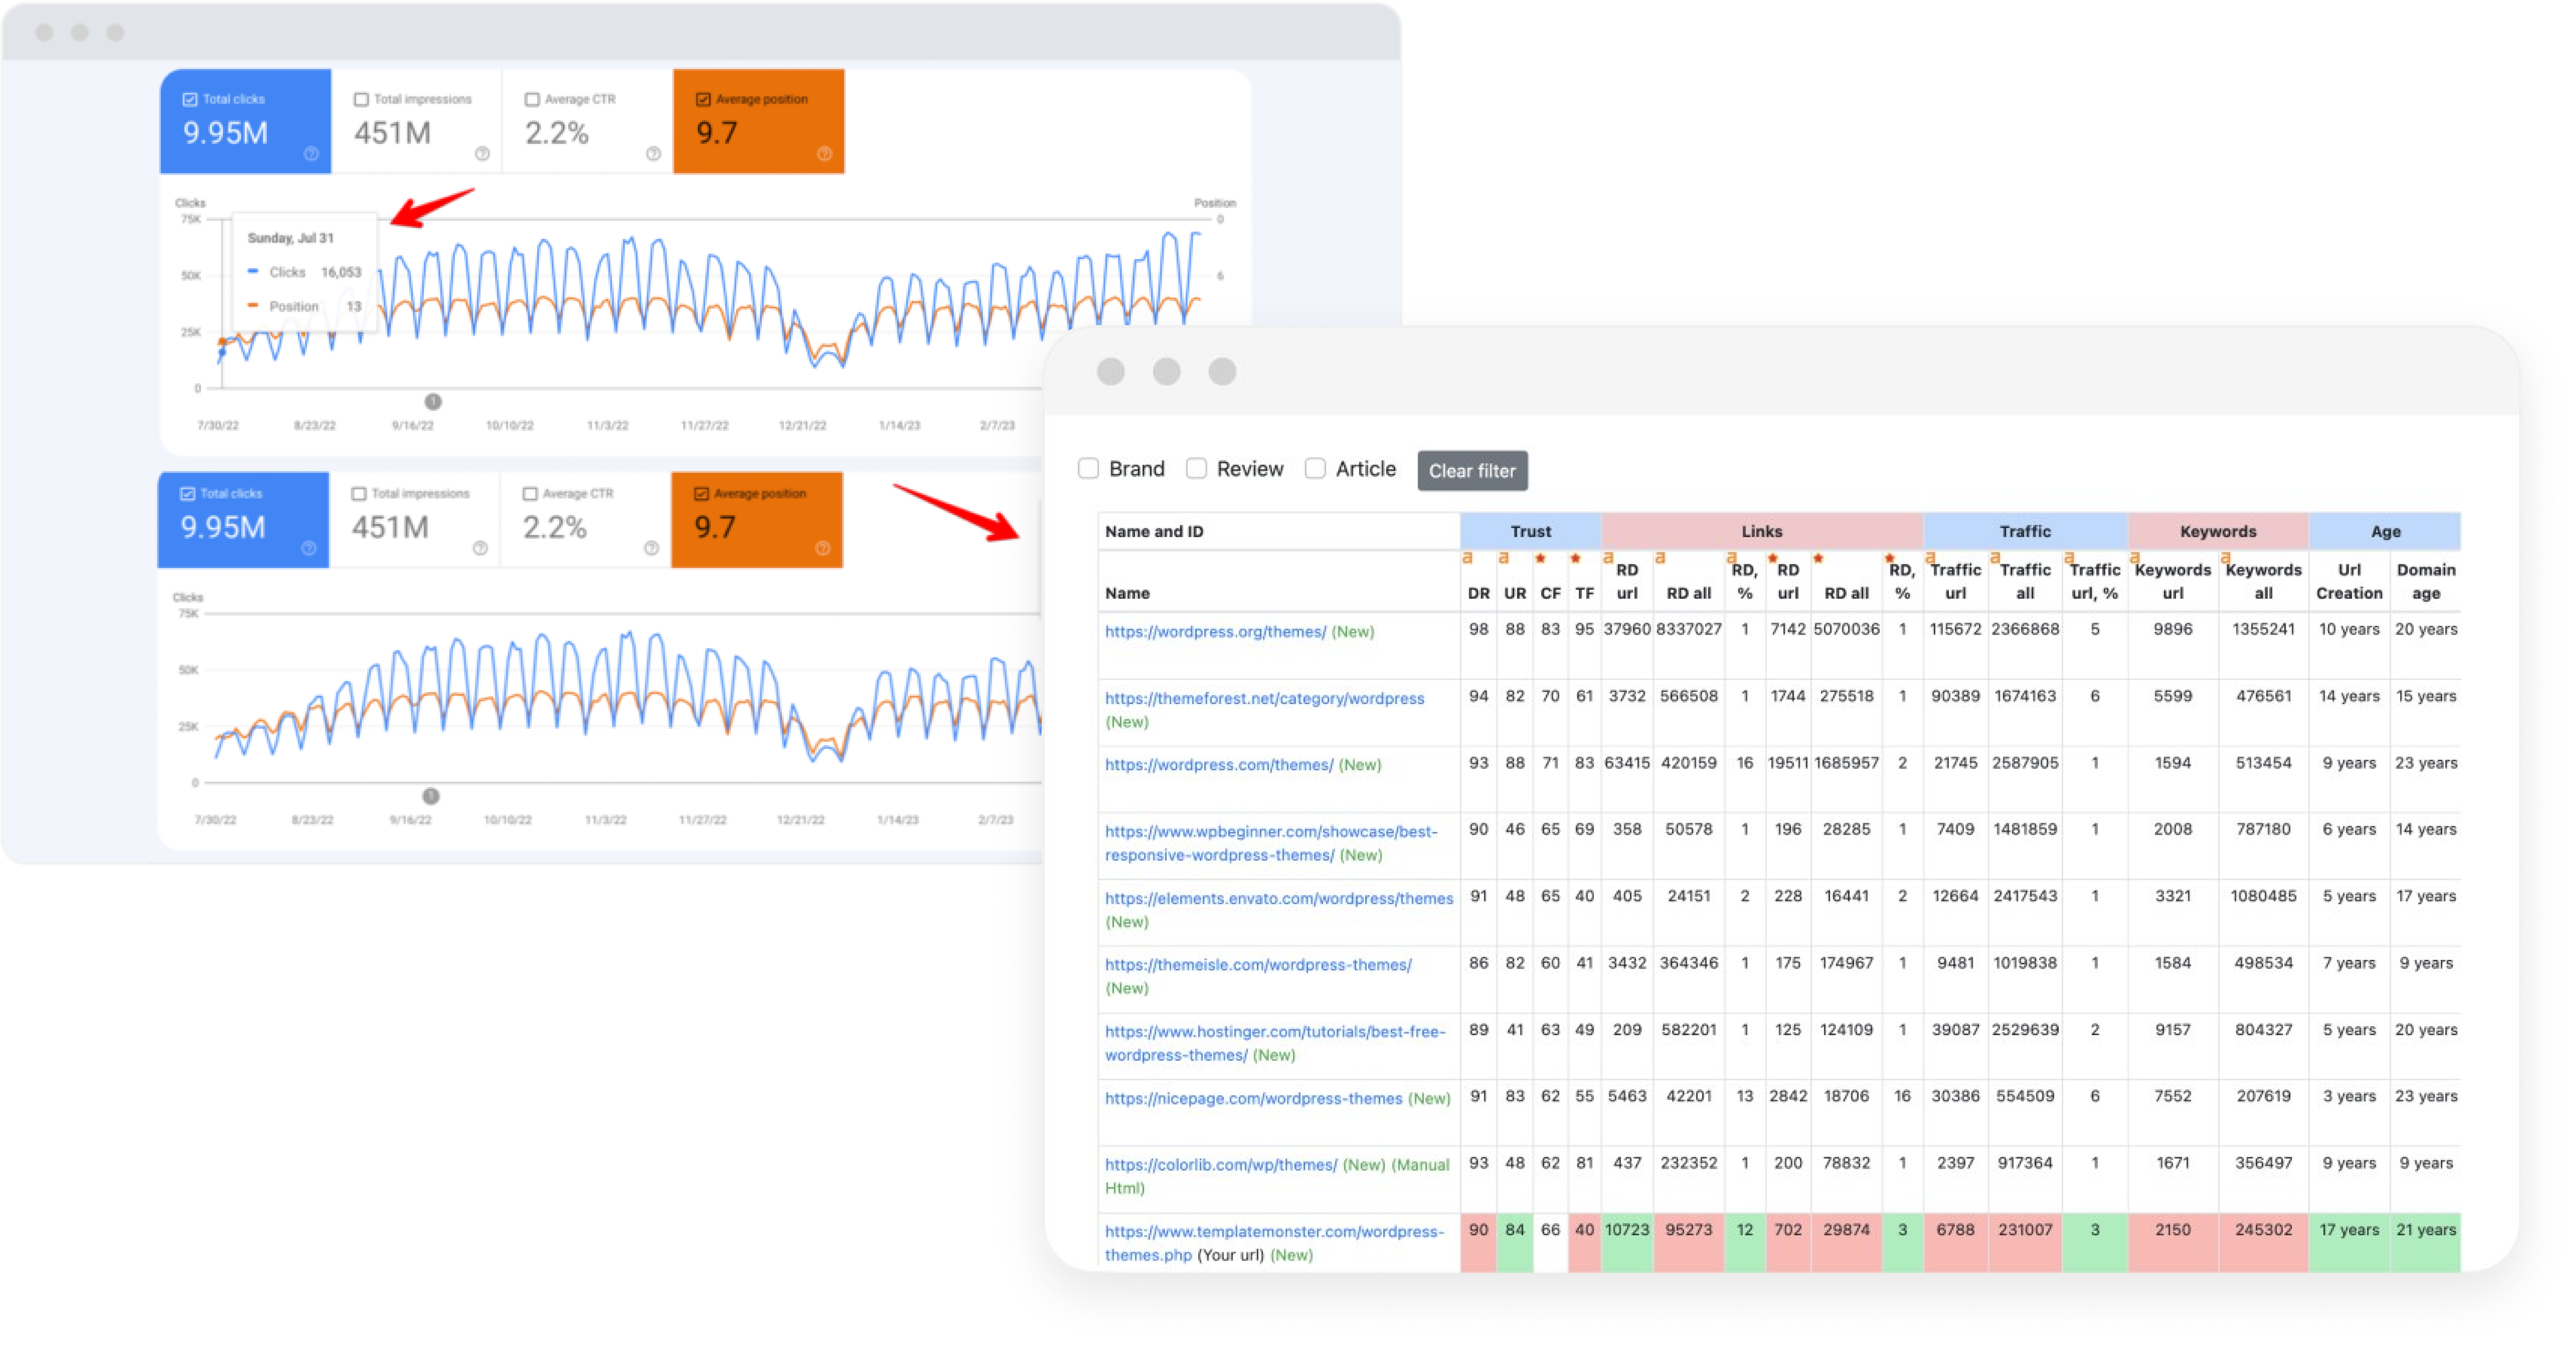 Total clicks Total impressions Average CTR Average position
9.95M 451M 2.2% 9.7
Clicks Position
75K 0
Sunday, Jul 31
Clicks 16,053
50K 6
Position 13
25K
0
1
7/30/22 8/23/22 9/16/22 10/10/22 11/3/22 11/27/22 12/21/22 1/14/23 2/7/23
Total clicks Total impressions Average CTR Average position
9.95M 451M 2.2% 9.7
Clicks
75K
50K
25K
0
1
7/30/22 8/23/22 9/16/22 10/10/22 11/3/22 11/27/22 12/21/22 1/14/23 2/7/23
Brand Review Article Clear filter
Name and ID Trust Links Traffic Keywords Age
Name DR UR CF TF RD url RD all RD, % RD url RD all RD, % Traffic url Traffic all Traffic url, % Keywords url Keywords all Url Creation Domain age
https://wordpress.org/themes/ (New) 98 88 83 95 37960 8337027 1 7142 5070036 1 115672 2366868 5 9896 1355241 10 years 20 years
https://themeforest.net/category/wordpress 94 82 70 61 3732 566508 1 1744 275518 1 90389 1674163 6 5599 476561 14 years 15 years
(New)
https://wordpress.com/themes/ (New) 93 88 71 83 63415 420159 16 19511 1685957 2 21745 2587905 1 1594 513454 9 years 23 years
https://www.wpbeginner.com/showcase/best- 90 46 65 69 358 50578 1 196 28285 1 7409 1481859 1 2008 787180 6 years 14 years
responsive-wordpress-themes/ (New)
https://elements.envato.com/wordpress/themes 91 48 65 40 405 24151 2 228 16441 2 12664 2417543 1 3321 1080485 5 years 17 years
(New)
https://themeisle.com/wordpress-themes/ 86 82 60 41 3432 364346 1 175 174967 1 9481 1019838 1 1584 498534 7 years 9 years
(New)
https://www.hostinger.com/tutorials/best-free- 89 41 63 49 209 582201 1 125 124109 1 39087 2529639 2 9157 804327 5 years 20 years
wordpress-themes/ (New)
https://nicepage.com/wordpress-themes (New) 91 83 62 55 5463 42201 13 2842 18706 16 30386 554509 6 7552 207619 3 years 23 years
https://colorlib.com/wp/themes/ (New) (Manual 93 48 62 81 437 232352 1 200 78832 1 2397 917364 1 1671 356497 9 years 9 years
Html)
https://www.templatemonster.com/wordpress- 90 84 66 40 10723 95273 12 702 29874 3 6788 231007 3 2150 245302 17 years 21 years
themes.php (Your url) (New)